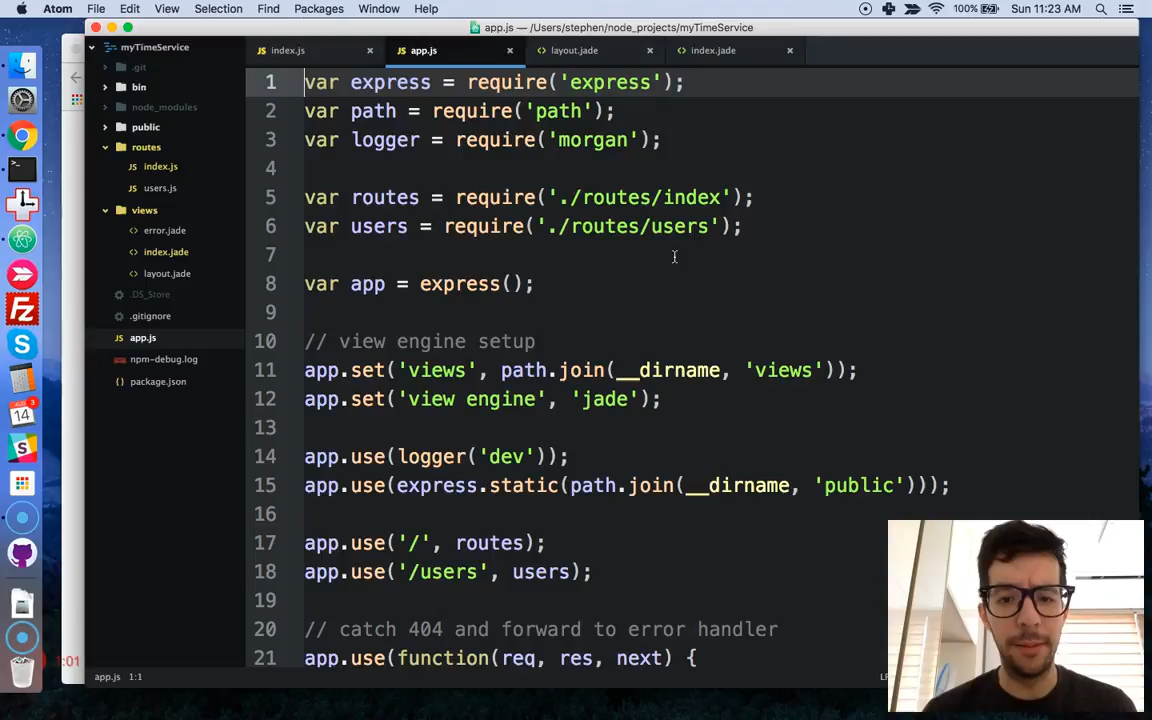 Atom File Edit View Selection Find Packages Window Help 100% Sun 11:23 AM
app.js — /Users/stephen/node_projects/myTimeService
myTimeService
.git
bin
node_modules
public
routes
index.js
users.js
views
error.jade
index.jade
layout.jade
.DS_Store
.gitignore
app.js
npm-debug.log
package.json
index.js app.js layout.jade index.jade
1 var express = require('express');
2 var path = require('path');
3 var logger = require('morgan');
4
5 var routes = require('./routes/index');
6 var users = require('./routes/users');
7
8 var app = express();
9
10 // view engine setup
11 app.set('views', path.join(__dirname, 'views'));
12 app.set('view engine', 'jade');
13
14 app.use(logger('dev'));
15 app.use(express.static(path.join(__dirname, 'public')));
16
17 app.use('/', routes);
18 app.use('/users', users);
19
20 // catch 404 and forward to error handler
21 app.use(function(req, res, next) {
app.js 1:1
3
14
1:01